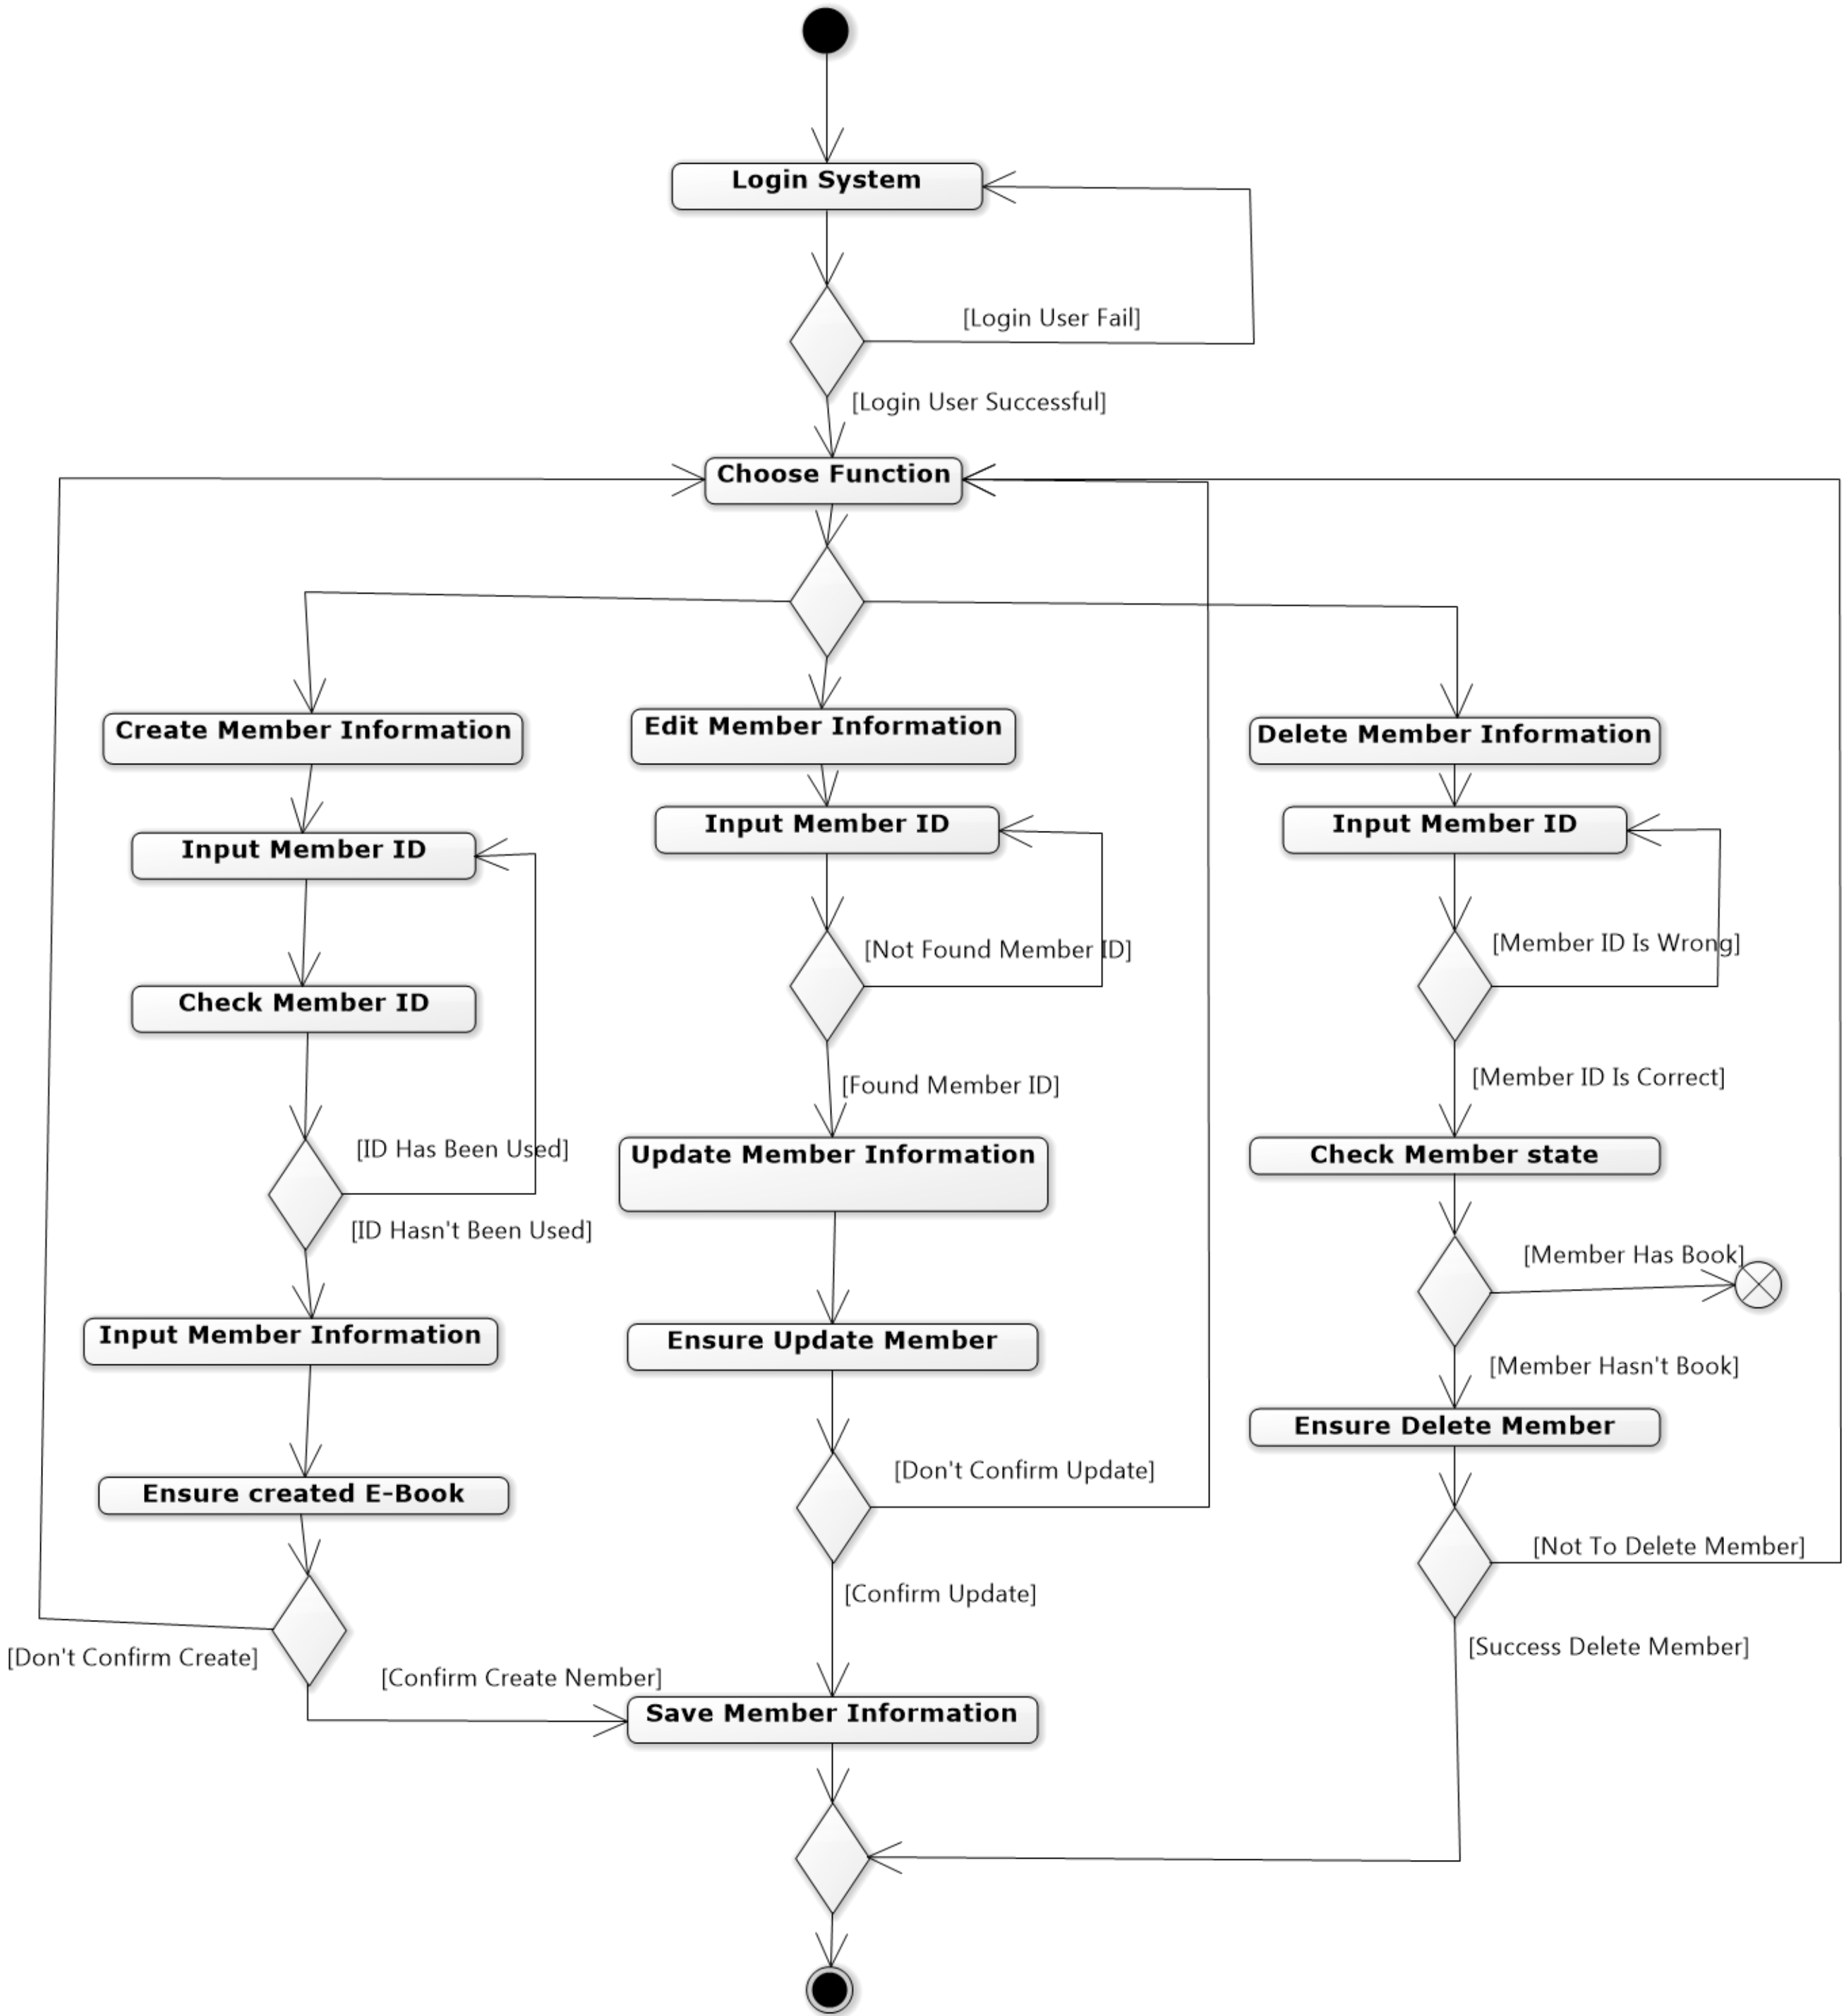 Login System
[Login User Fail]
[Login User Successful]
Choose Function
Create Member Information
Edit Member Information
Delete Member Information
Input Member ID
Input Member ID
Input Member ID
[Not Found Member ID]
[Member ID Is Wrong]
Check Member ID
[Found Member ID]
[Member ID Is Correct]
[ID Has Been Used]
Update Member Information
Check Member state
[ID Hasn't Been Used]
[Member Has Book]
Input Member Information
Ensure Update Member
[Member Hasn't Book]
Ensure Delete Member
[Don't Confirm Update]
Ensure created E-Book
[Not To Delete Member]
[Confirm Update]
[Don't Confirm Create]
[Success Delete Member]
[Confirm Create Nember]
Save Member Information